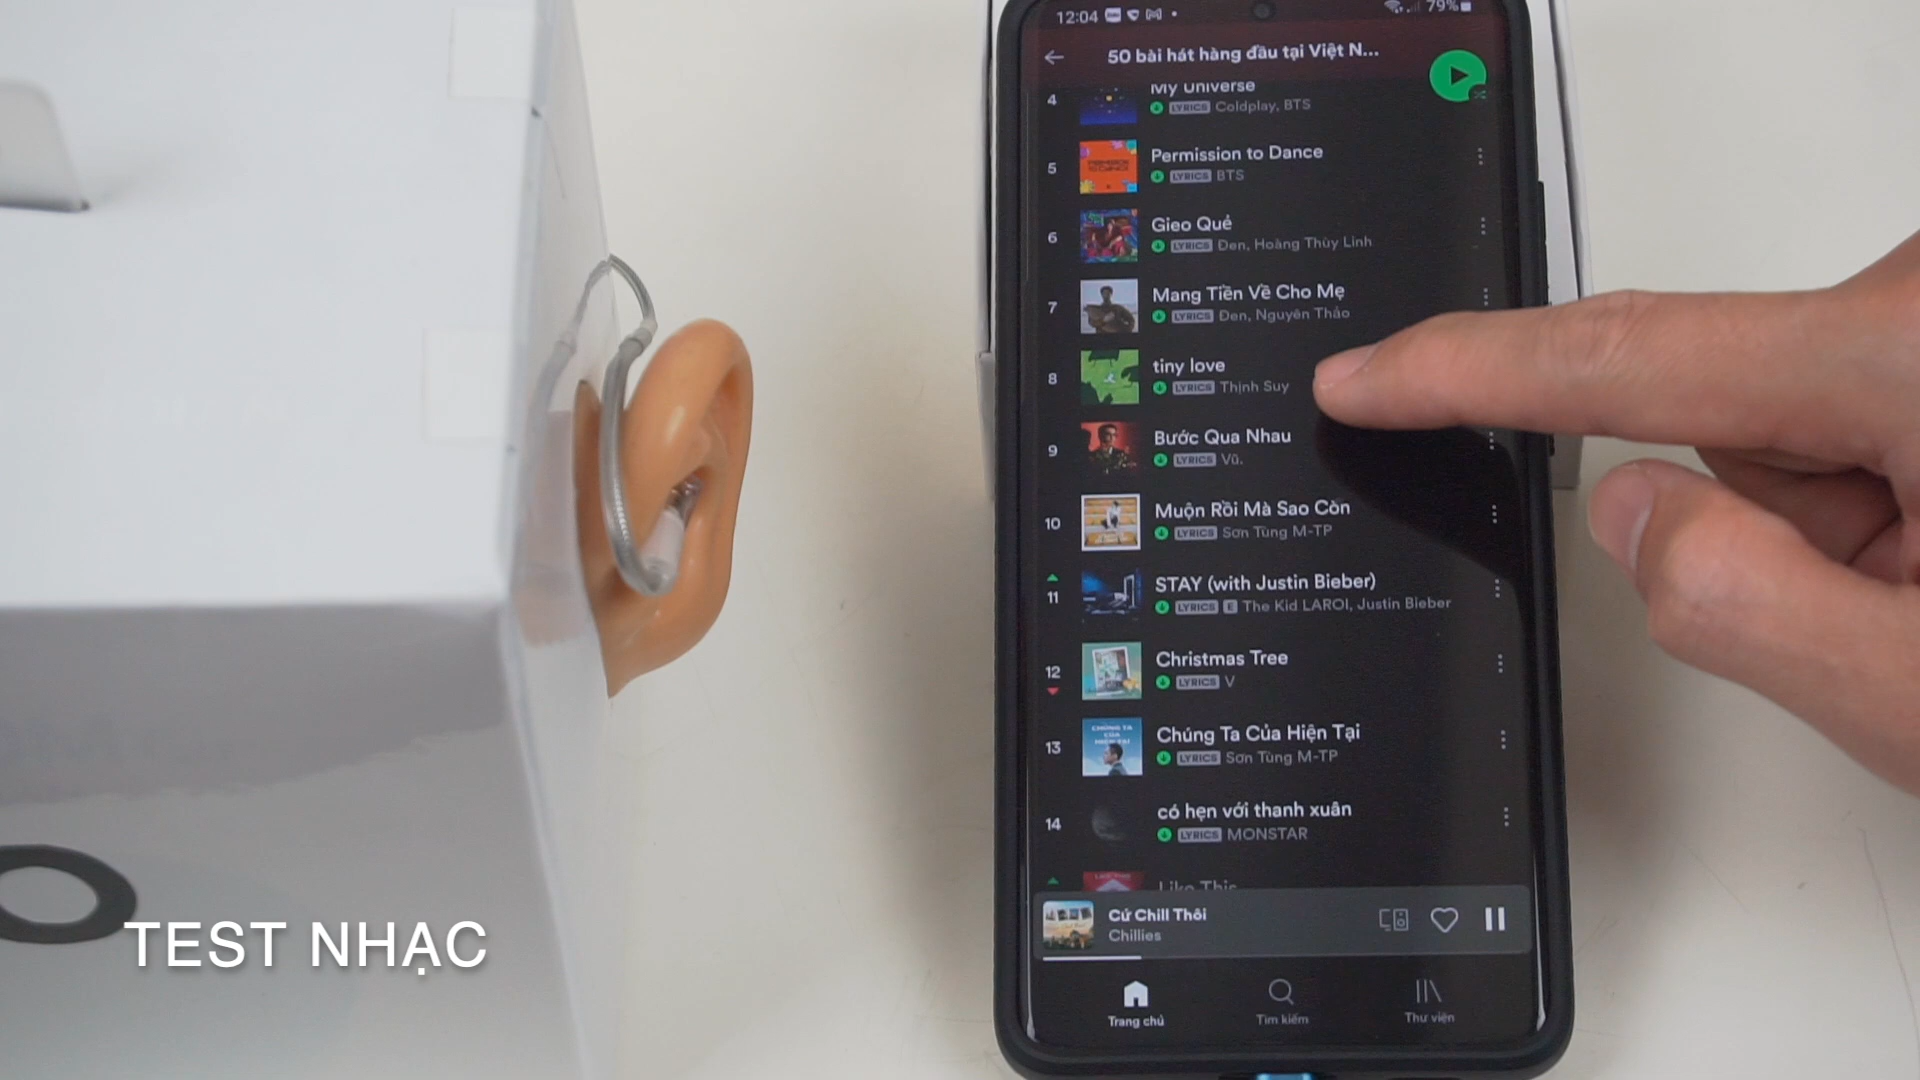 12:04
79%
50 bài hát hàng đầu tại Việt N...
4
My Universe
LYRICS Coldplay, BTS
5
Permission to Dance
LYRICS BTS
6
Gieo Quẻ
LYRICS Đen, Hoàng Thùy Linh
7
Mang Tiền Về Cho Mẹ
LYRICS Đen, Nguyên Thảo
8
tiny love
LYRICS Thịnh Suy
9
Bước Qua Nhau
LYRICS Vũ.
10
Muộn Rồi Mà Sao Còn
LYRICS Sơn Tùng M-TP
11
STAY (with Justin Bieber)
LYRICS E The Kid LAROI, Justin Bieber
12
Christmas Tree
LYRICS V
13
Chúng Ta Của Hiện Tại
LYRICS Sơn Tùng M-TP
14
có hẹn với thanh xuân
LYRICS MONSTAR
Like This
Cứ Chill Thôi
Chillies
Trang chủ
Tìm kiếm
Thư viện
TEST NHẠC